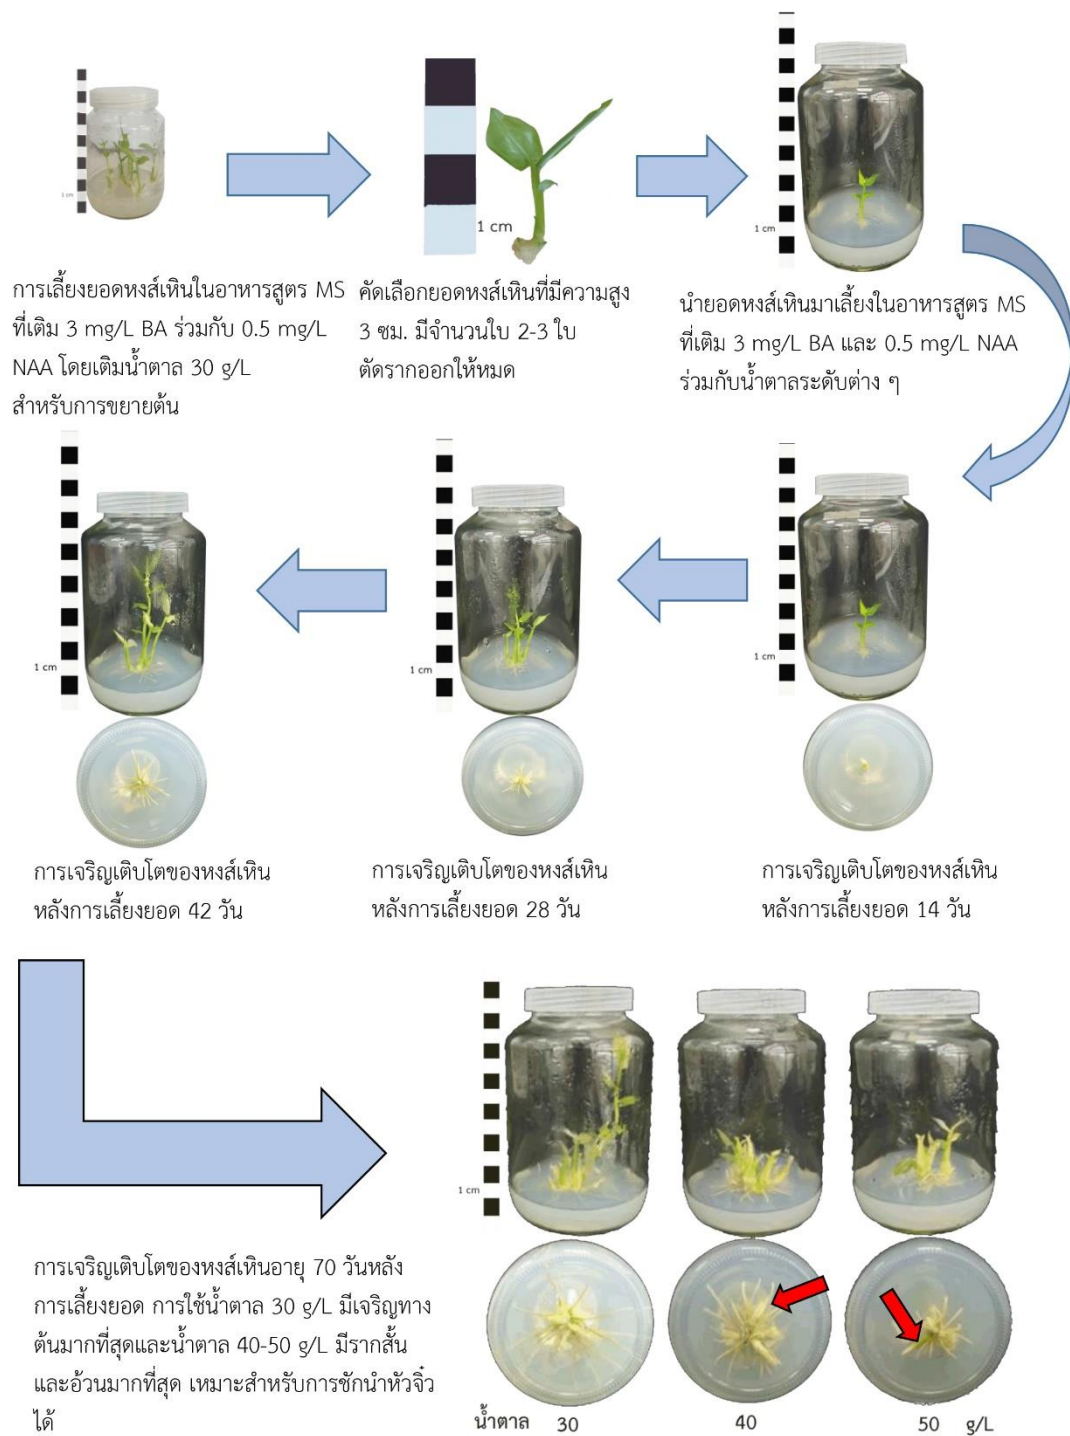 1 cm
1 cm
1 cm
การเลี้ยงยอดหงส์เหินในอาหารสูตร MS
ที่เติม 3 mg/L BA ร่วมกับ 0.5 mg/L
NAA โดยเติมน้ำตาล 30 g/L
สำหรับการขยายต้น
คัดเลือกยอดหงส์เหินที่มีความสูง
3 ซม. มีจำนวนใบ 2-3 ใบ
ตัดรากออกให้หมด
นำยอดหงส์เหินมาเลี้ยงในอาหารสูตร MS
ที่เติม 3 mg/L BA และ 0.5 mg/L NAA
ร่วมกับน้ำตาลระดับต่าง ๆ
1 cm
1 cm
1 cm
การเจริญเติบโตของหงส์เหิน
หลังการเลี้ยงยอด 42 วัน
การเจริญเติบโตของหงส์เหิน
หลังการเลี้ยงยอด 28 วัน
การเจริญเติบโตของหงส์เหิน
หลังการเลี้ยงยอด 14 วัน
1 cm
การเจริญเติบโตของหงส์เหินอายุ 70 วันหลัง
การเลี้ยงยอด การใช้น้ำตาล 30 g/L มีเจริญทาง
ต้นมากที่สุดและน้ำตาล 40-50 g/L มีรากสั้น
และอ้วนมากที่สุด เหมาะสำหรับการชักนำหัวจิ๋ว
ได้
น้ำตาล 30 40 50 g/L